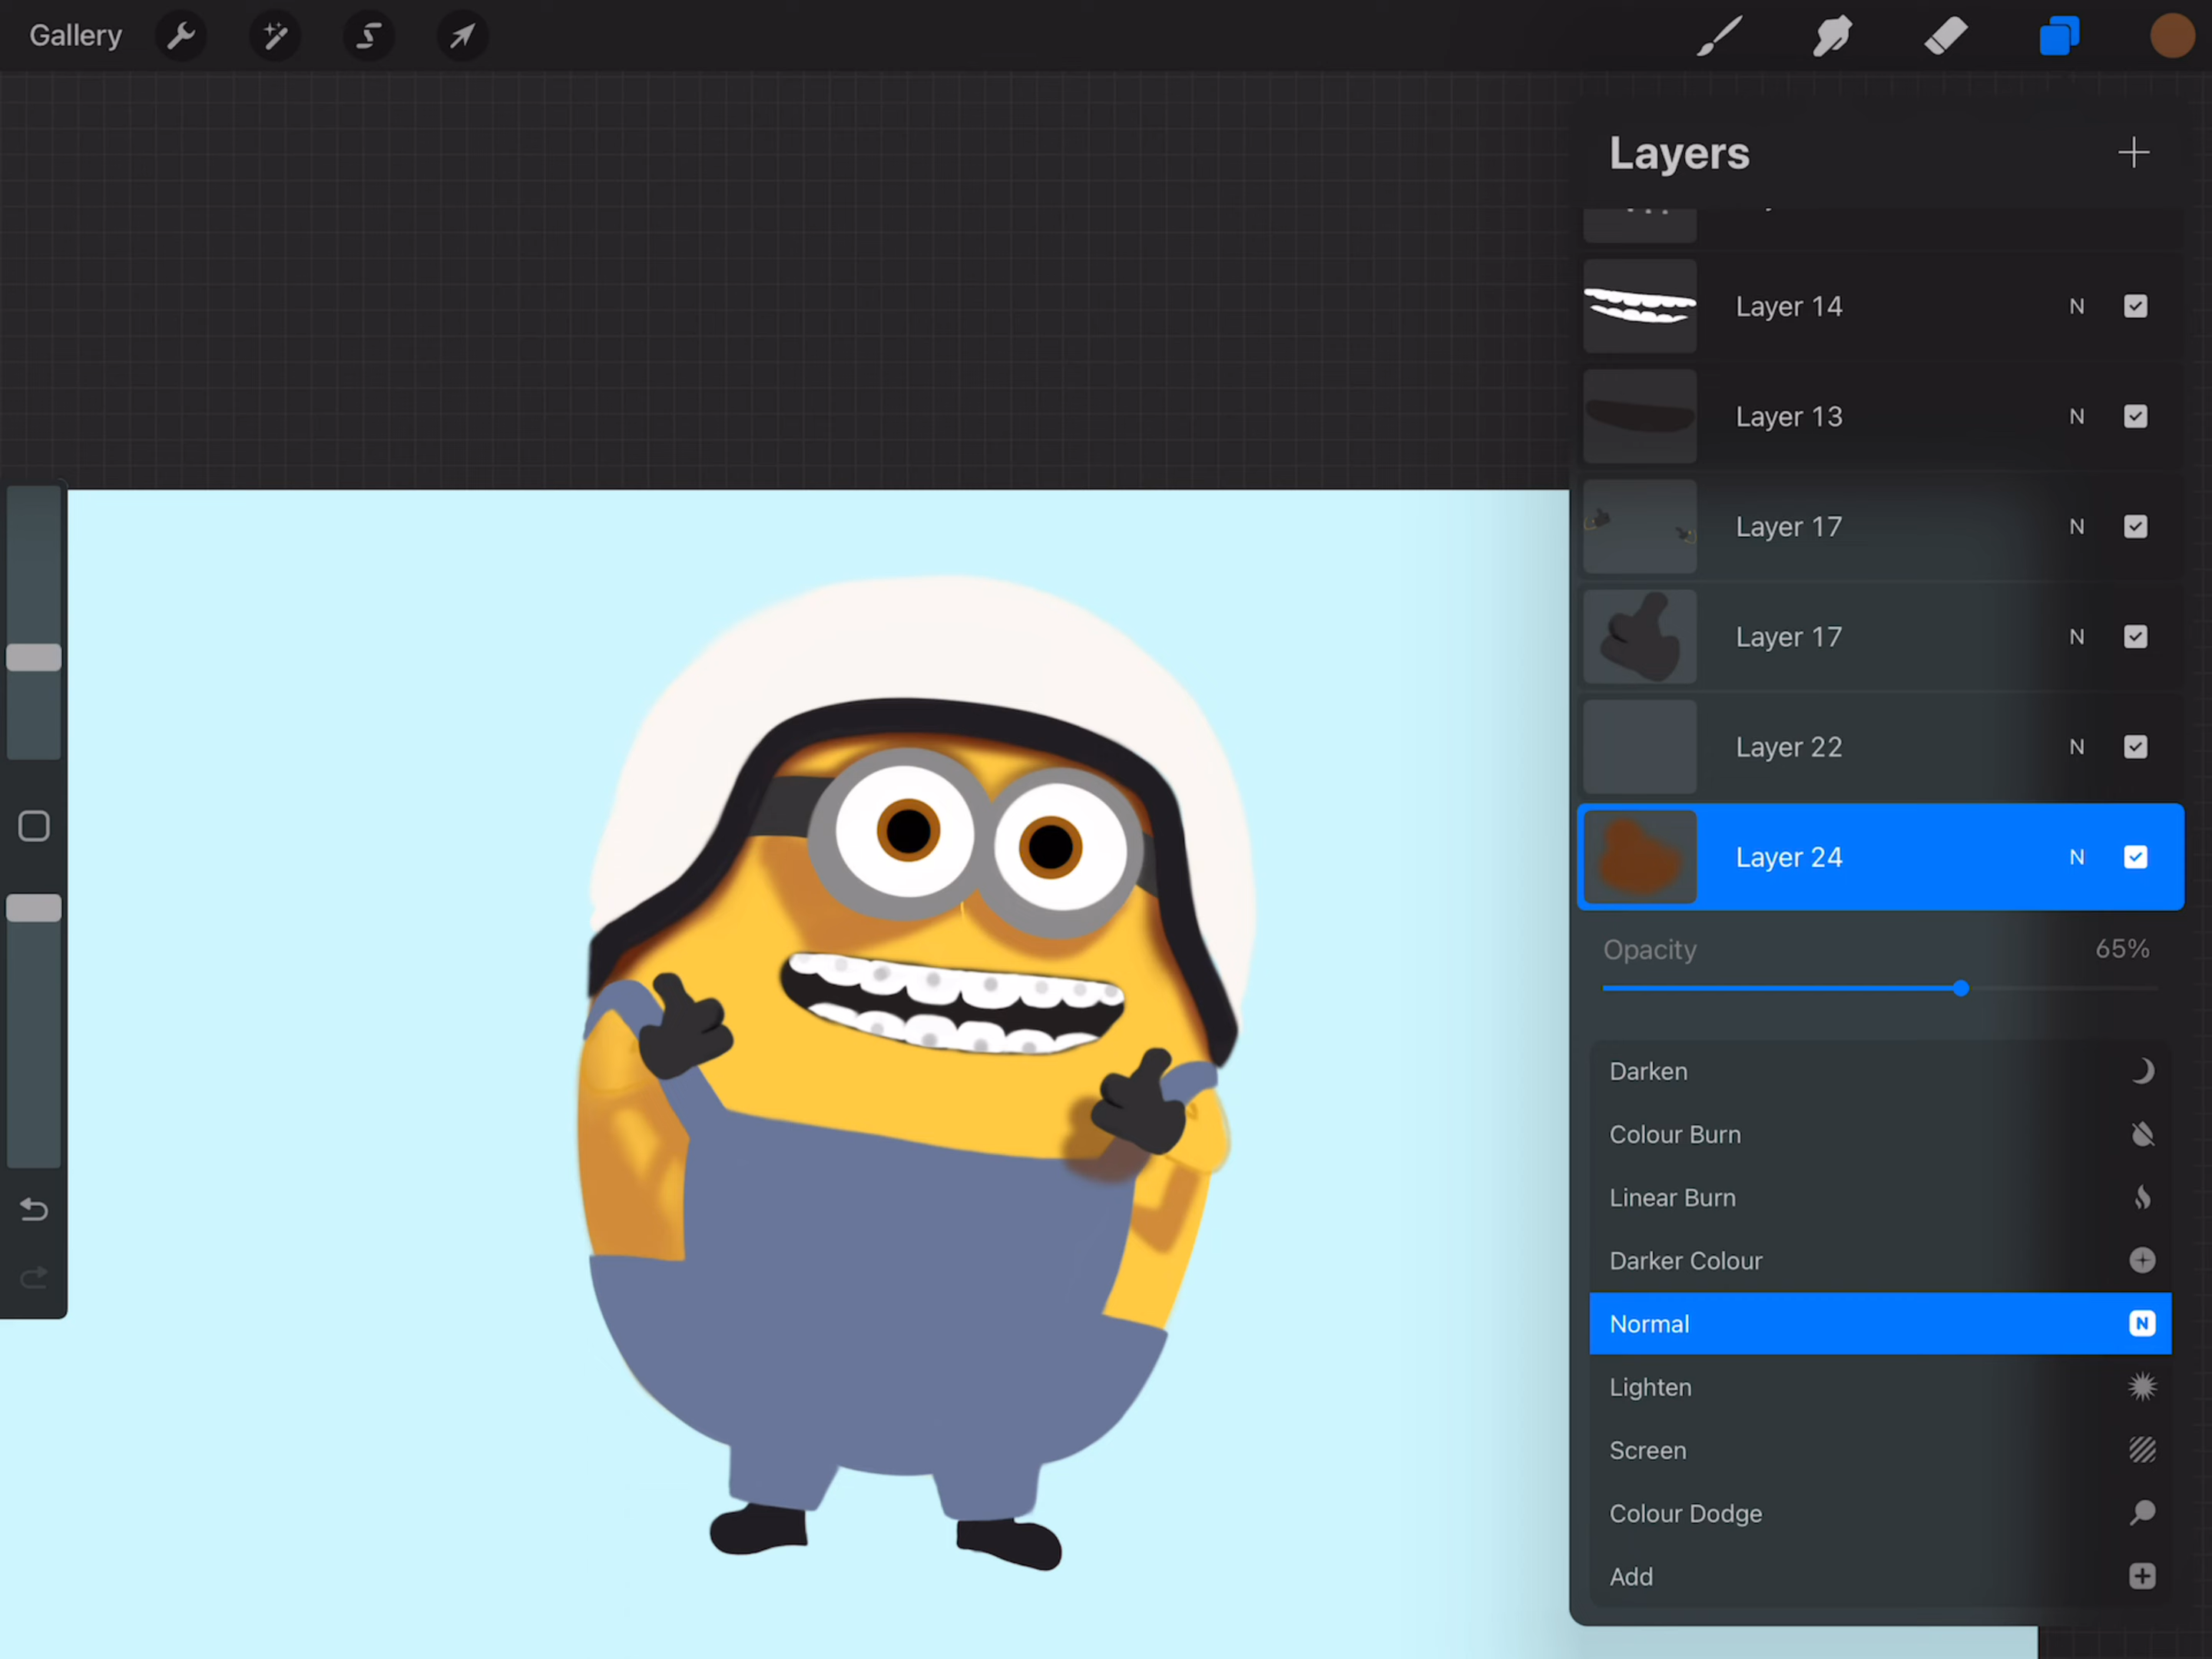 Gallery
Layers
Layer 14 N
Layer 13 N
Layer 17 N
Layer 17 N
Layer 22 N
Layer 24 N
Opacity 65%
Darken
Colour Burn
Linear Burn
Darker Colour
Normal N
Lighten
Screen
Colour Dodge
Add